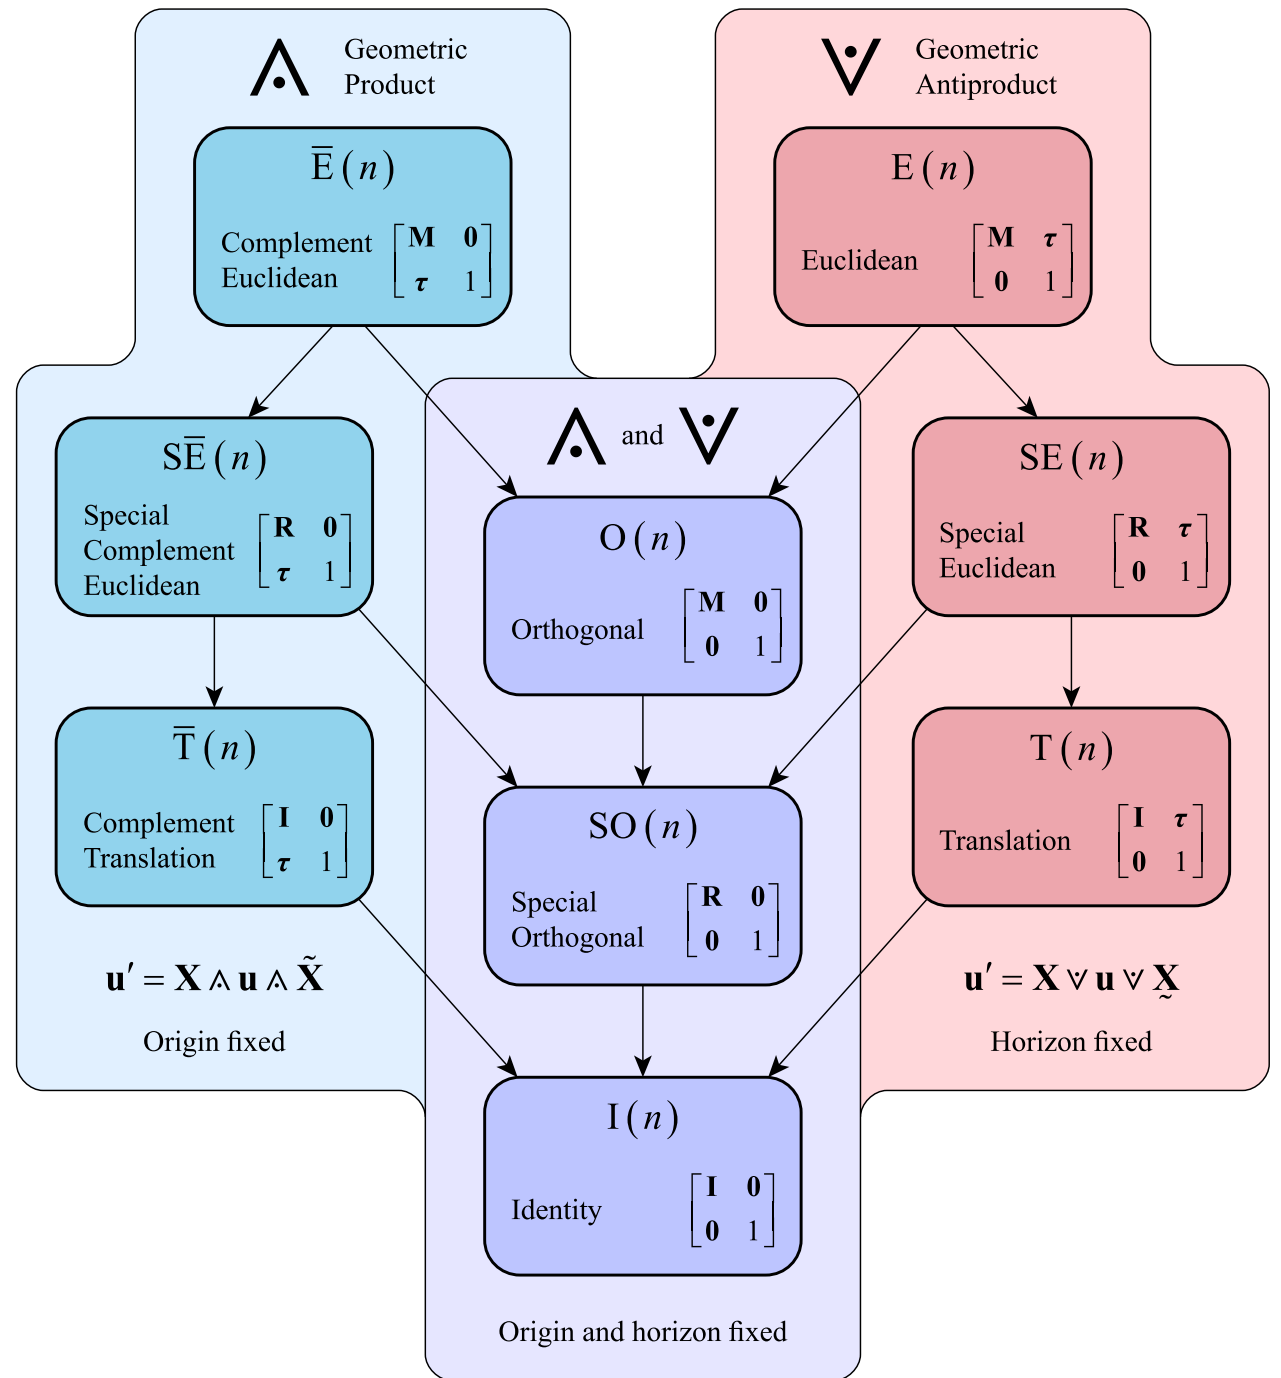 ⟑ Geometric
Product
⟇ Geometric
Antiproduct
E̅(n)
Complement
Euclidean
[M 0
τ 1]
E(n)
Euclidean
[M τ
0 1]
SE̅(n)
Special
Complement
Euclidean
[R 0
τ 1]
⟑ and ⟇
O(n)
Orthogonal
[M 0
0 1]
SE(n)
Special
Euclidean
[R τ
0 1]
T̅(n)
Complement
Translation
[I 0
τ 1]
SO(n)
Special
Orthogonal
[R 0
0 1]
T(n)
Translation
[I τ
0 1]
u′ = X ⟑ u ⟑ X̃
Origin fixed
u′ = X ⟇ u ⟇ X̰
Horizon fixed
I(n)
Identity
[I 0
0 1]
Origin and horizon fixed